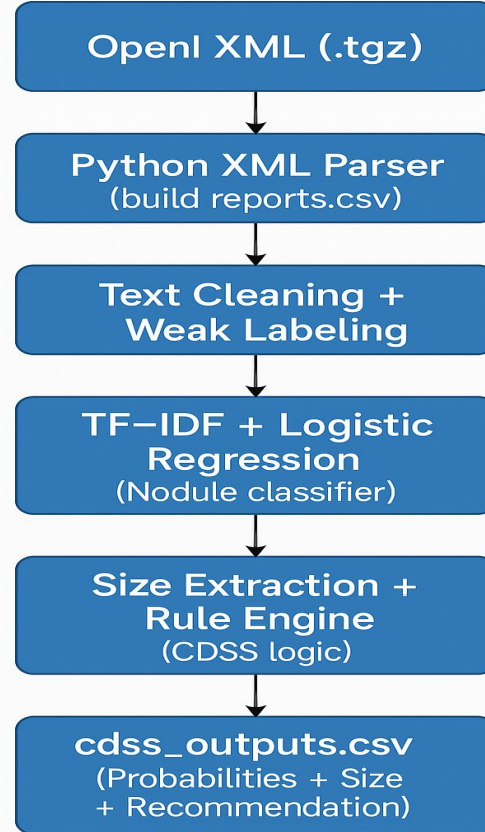 OpenI XML (.tgz)
Python XML Parser
(build reports.csv)
Text Cleaning +
Weak Labeling
TF–IDF + Logistic
Regression
(Nodule classifier)
Size Extraction +
Rule Engine
(CDSS logic)
cdss_outputs.csv
(Probabilities + Size
+ Recommendation)